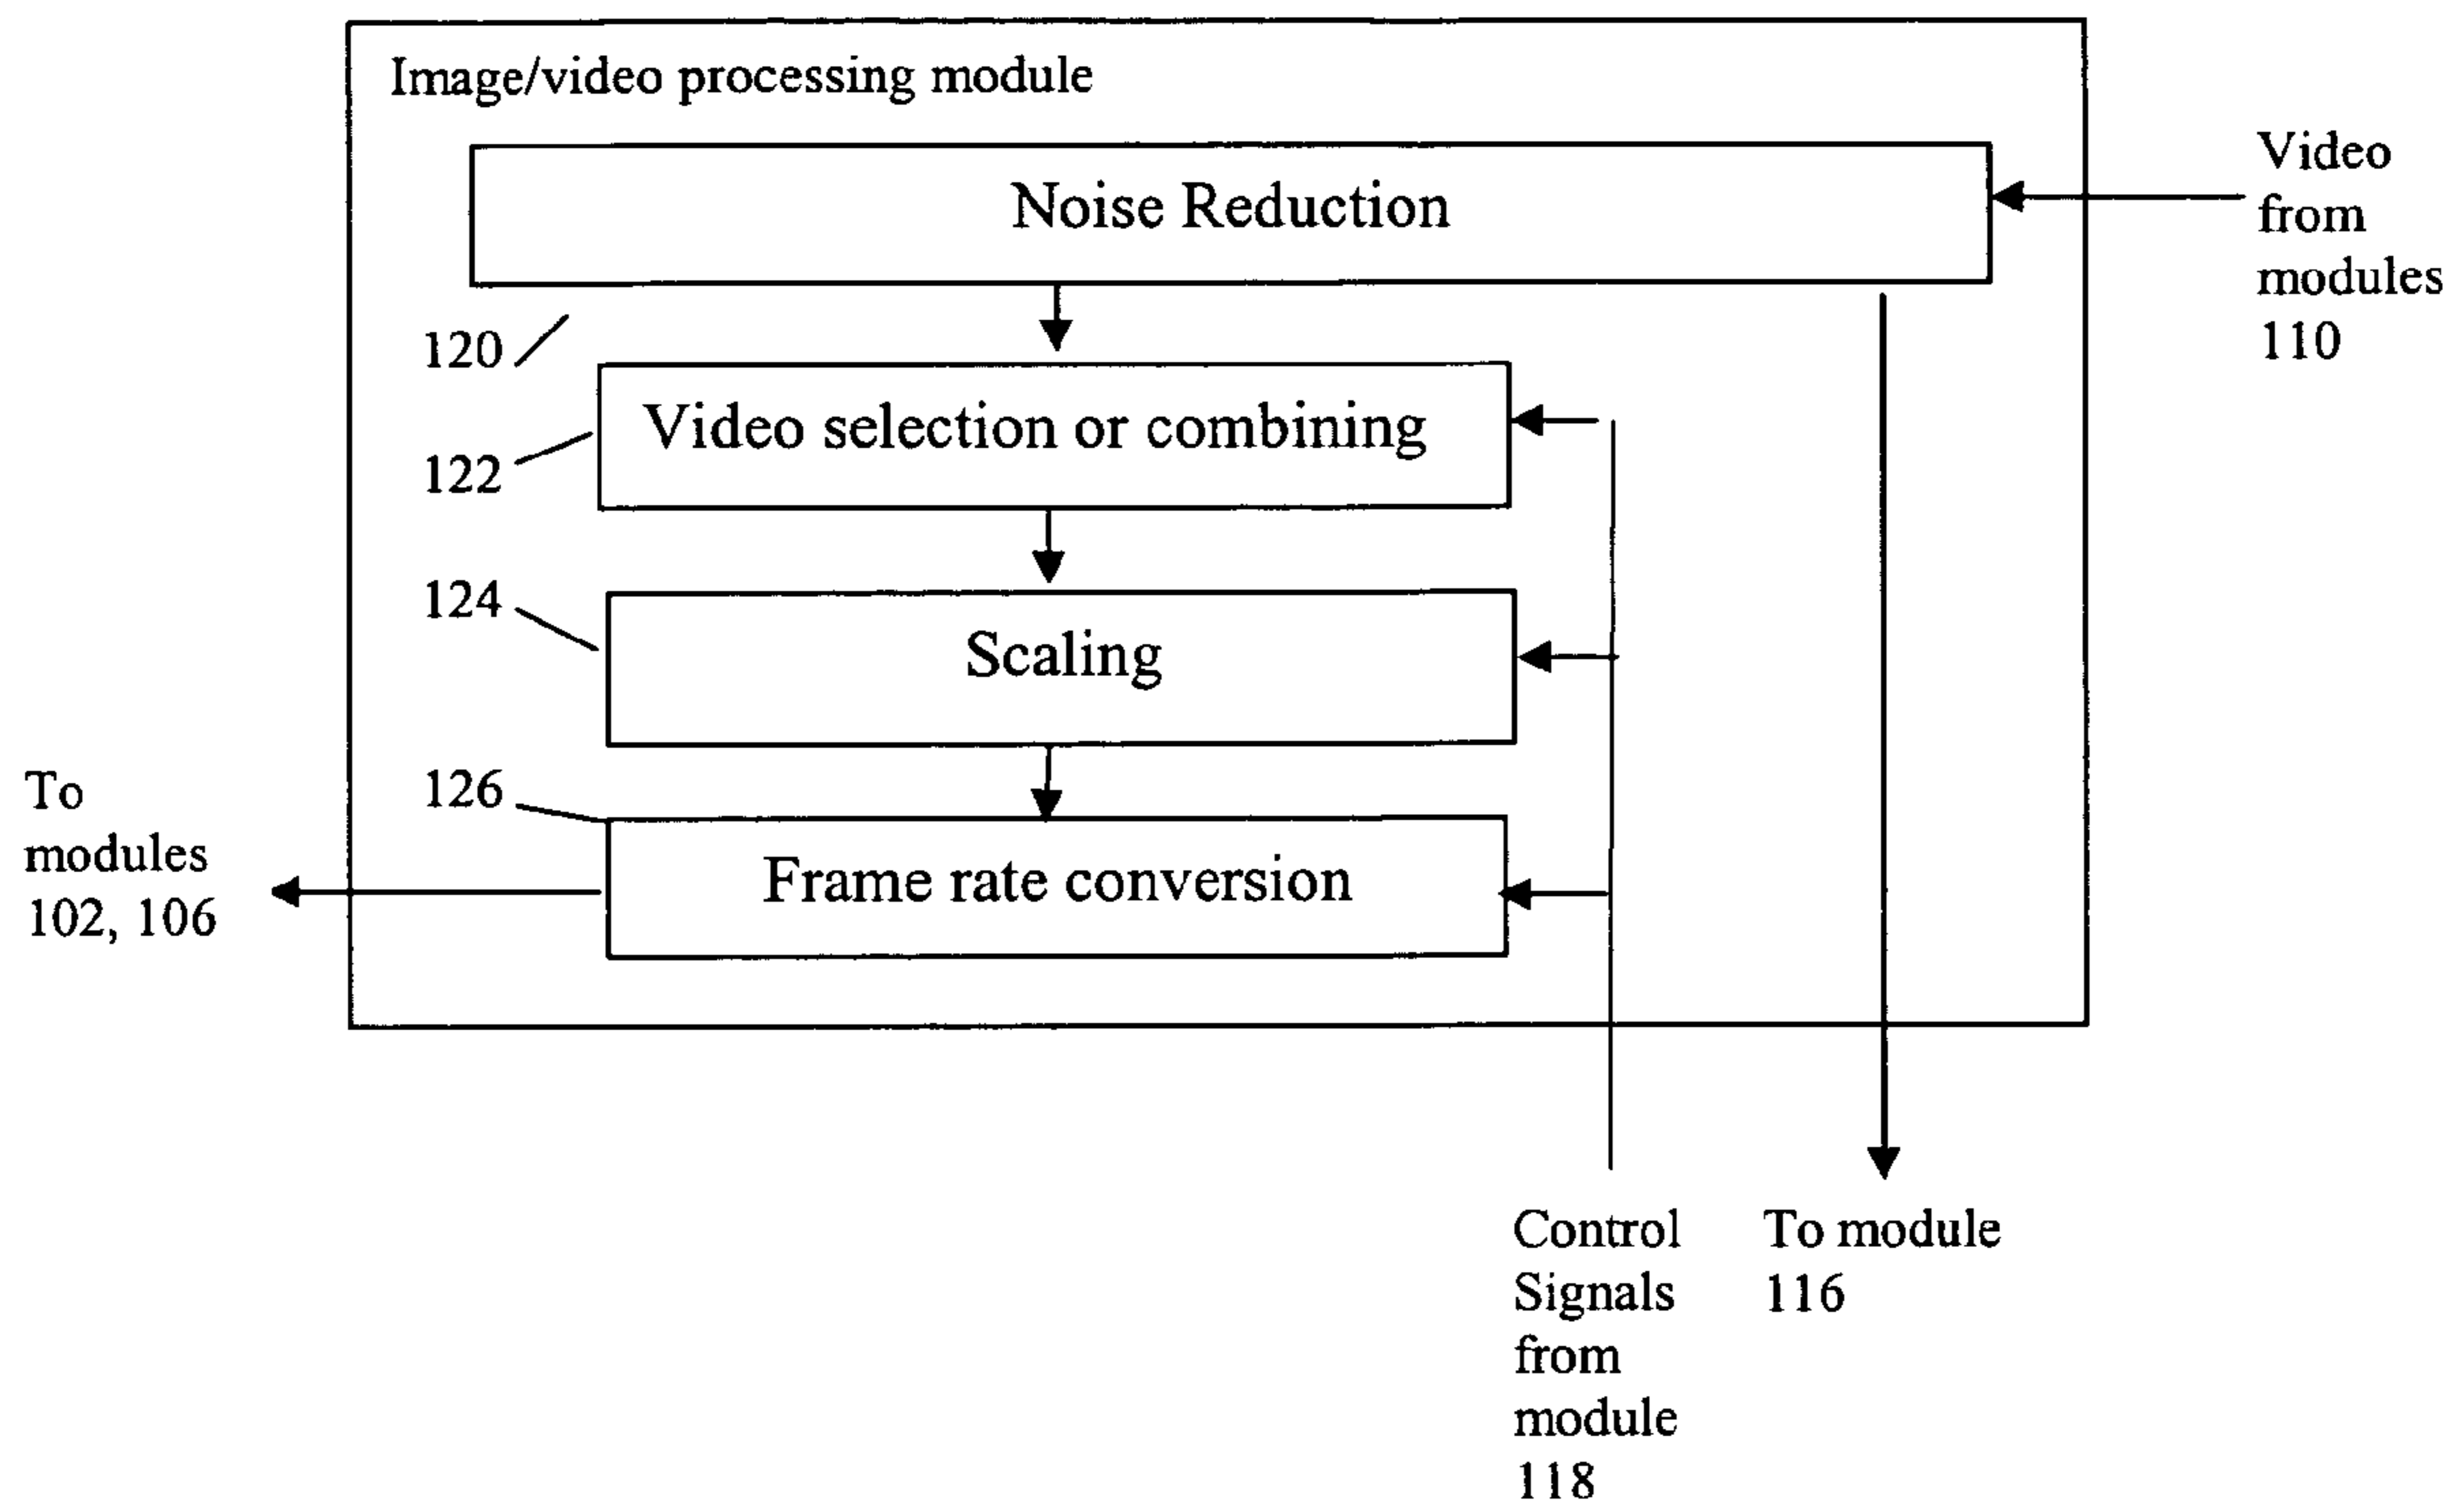 Image/video processing module
Noise Reduction
Video
from
modules
110
120
Video selection or combining
122
124
Scaling
126
Frame rate conversion
To
modules
102, 106
Control
Signals
from
module
118
To module
116